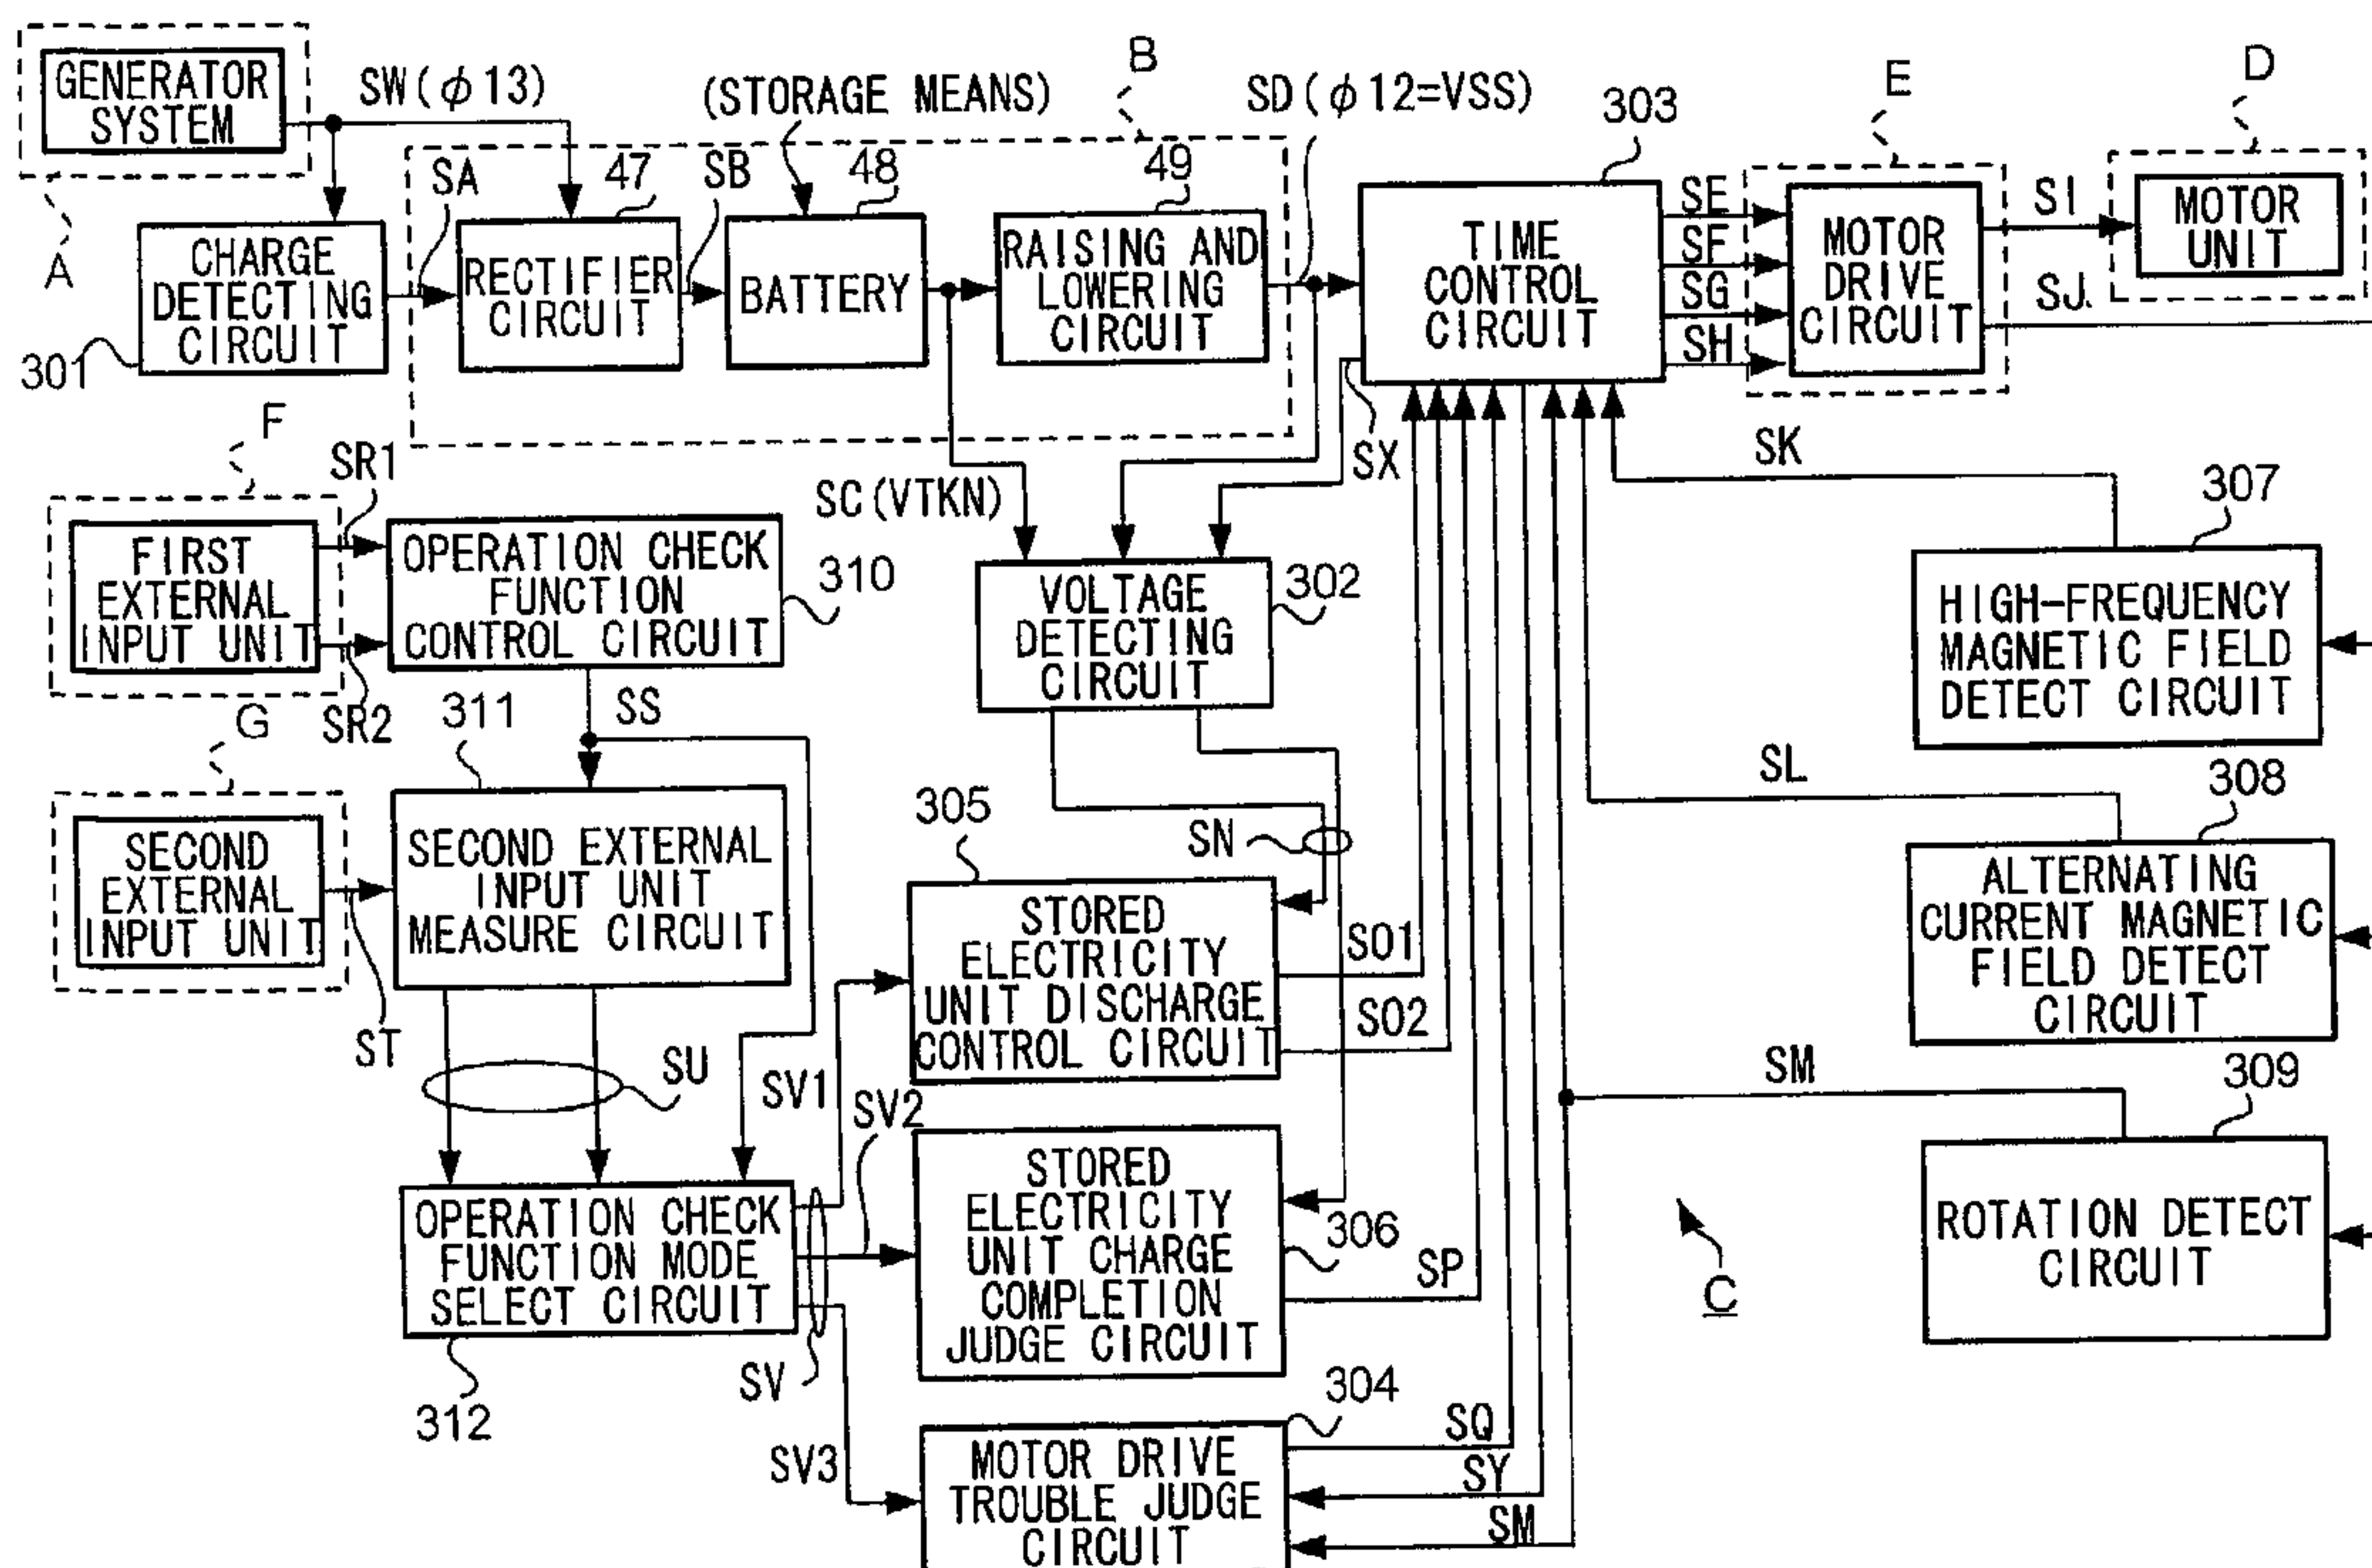 GENERATOR
SYSTEM
A
SW(φ13)
(STORAGE MEANS)
B
SD(φ12=VSS)
303
E
D
CHARGE
DETECTING
CIRCUIT
301
SA
47
RECTIFIER
CIRCUIT
SB
48
BATTERY
49
RAISING AND
LOWERING
CIRCUIT
TIME
CONTROL
CIRCUIT
SE
SF
SG
SH
MOTOR
DRIVE
CIRCUIT
SI
SJ
MOTOR
UNIT
F
SR1
FIRST
EXTERNAL
INPUT UNIT
SR2
OPERATION CHECK
FUNCTION
CONTROL CIRCUIT
310
SC(VTKN)
SX
SK
307
VOLTAGE
DETECTING
CIRCUIT
302
HIGH-FREQUENCY
MAGNETIC FIELD
DETECT CIRCUIT
G
311
SS
SECOND
EXTERNAL
INPUT UNIT
ST
SECOND EXTERNAL
INPUT UNIT
MEASURE CIRCUIT
SU
305
SN
STORED
ELECTRICITY
UNIT DISCHARGE
CONTROL CIRCUIT
SO1
SO2
SL
308
ALTERNATING
CURRENT MAGNETIC
FIELD DETECT
CIRCUIT
SM
309
ROTATION DETECT
CIRCUIT
C
SV1
SV2
OPERATION CHECK
FUNCTION MODE
SELECT CIRCUIT
312
SV
SV3
STORED
ELECTRICITY
UNIT CHARGE
COMPLETION
JUDGE CIRCUIT
306
SP
304
MOTOR DRIVE
TROUBLE JUDGE
CIRCUIT
SQ
SY
SM